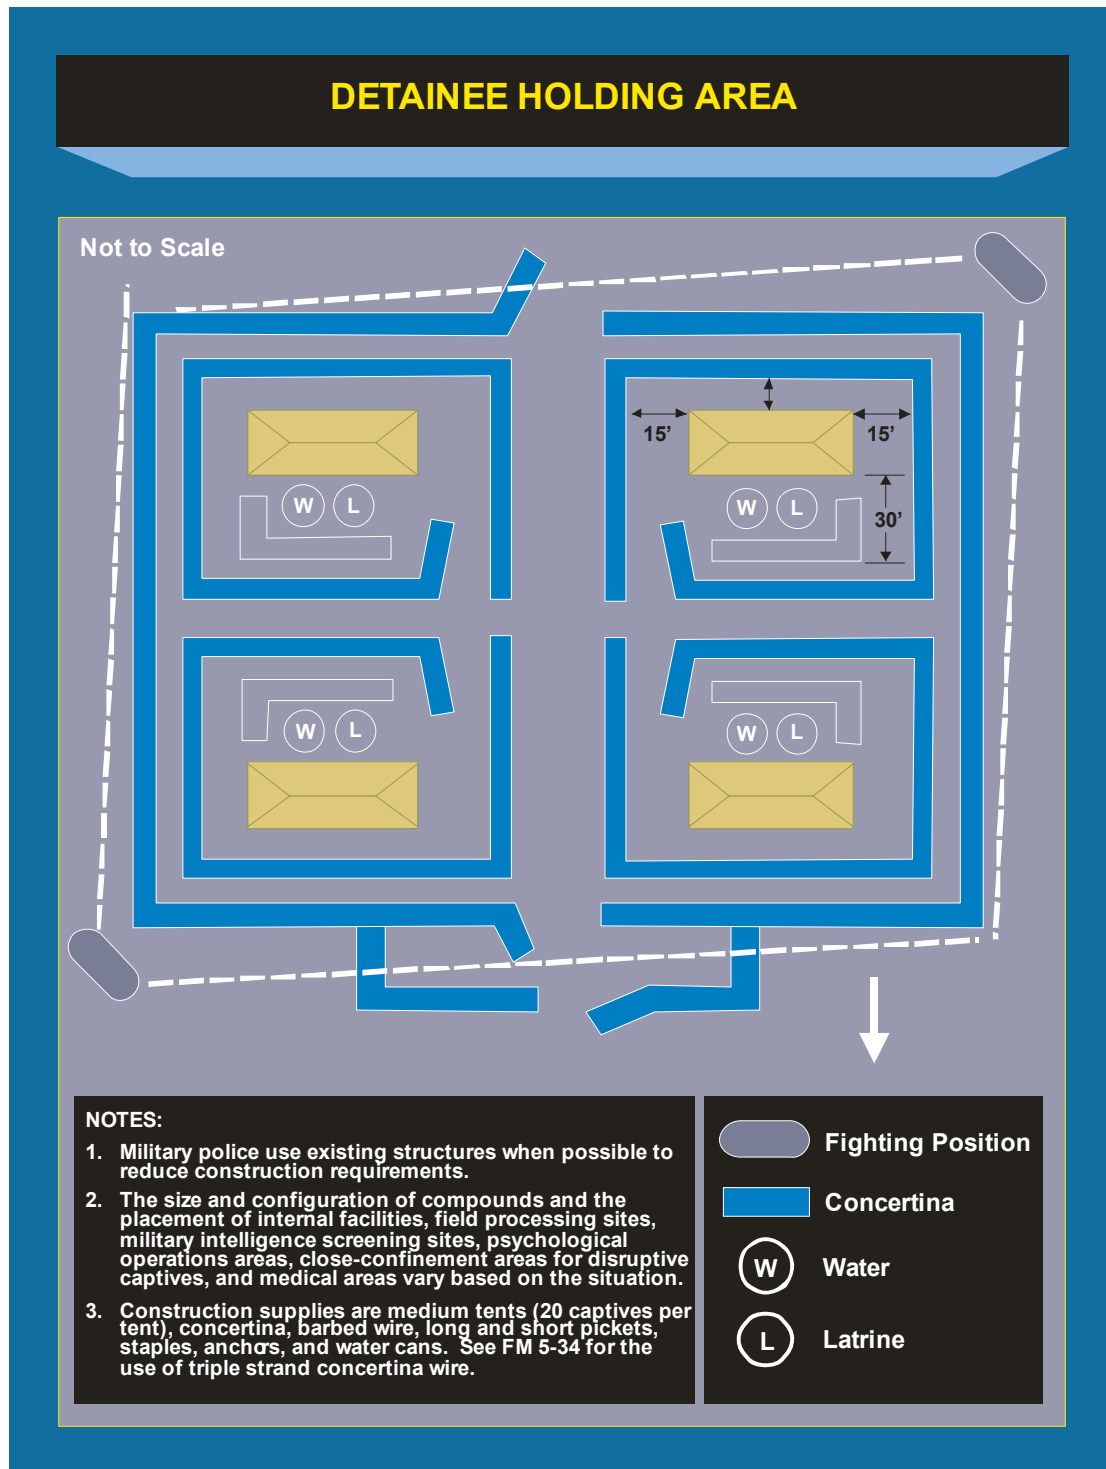 DETAINEE HOLDING AREA
Not to Scale
15’
15’
W
L
W
L
30’
W
L
W
L
NOTES:
1. Military police use existing structures when possible to
reduce construction requirements.
2. The size and configuration of compounds and the
placement of internal facilities, field processing sites,
military intelligence screening sites, psychological
operations areas, close-confinement areas for disruptive
captives, and medical areas vary based on the situation.
3. Construction supplies are medium tents (20 captives per
tent), concertina, barbed wire, long and short pickets,
staples, anchors, and water cans. See FM 5-34 for the
use of triple strand concertina wire.
Fighting Position
Concertina
W Water
L Latrine